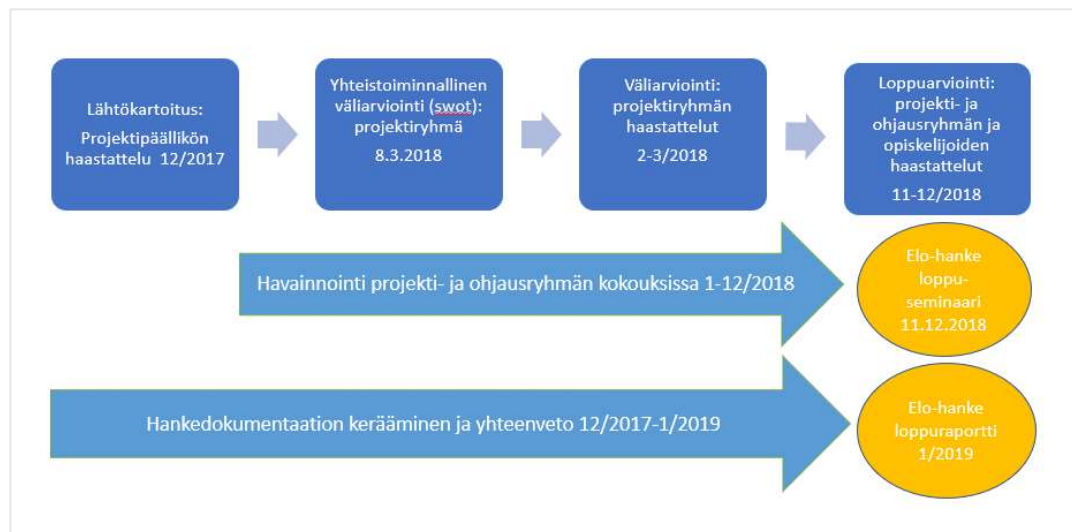 Lähtökartoitus:
Projektipäällikön
haastattelu 12/2017
Yhteistoiminnallinen
väliarviointi (swot):
projektiryhmä
8.3.2018
Väliarviointi:
projektiryhmän
haastattelut
2-3/2018
Loppuarviointi:
projekti- ja
ohjausryhmän ja
opiskelijoiden
haastattelut
11-12/2018
Havainnointi projekti- ja ohjausryhmän kokouksissa 1-12/2018
Elo-hanke
loppu-
seminaari
11.12.2018
Hankedokumentaation kerääminen ja yhteenveto 12/2017-1/2019
Elo-hanke
loppuraportti
1/2019